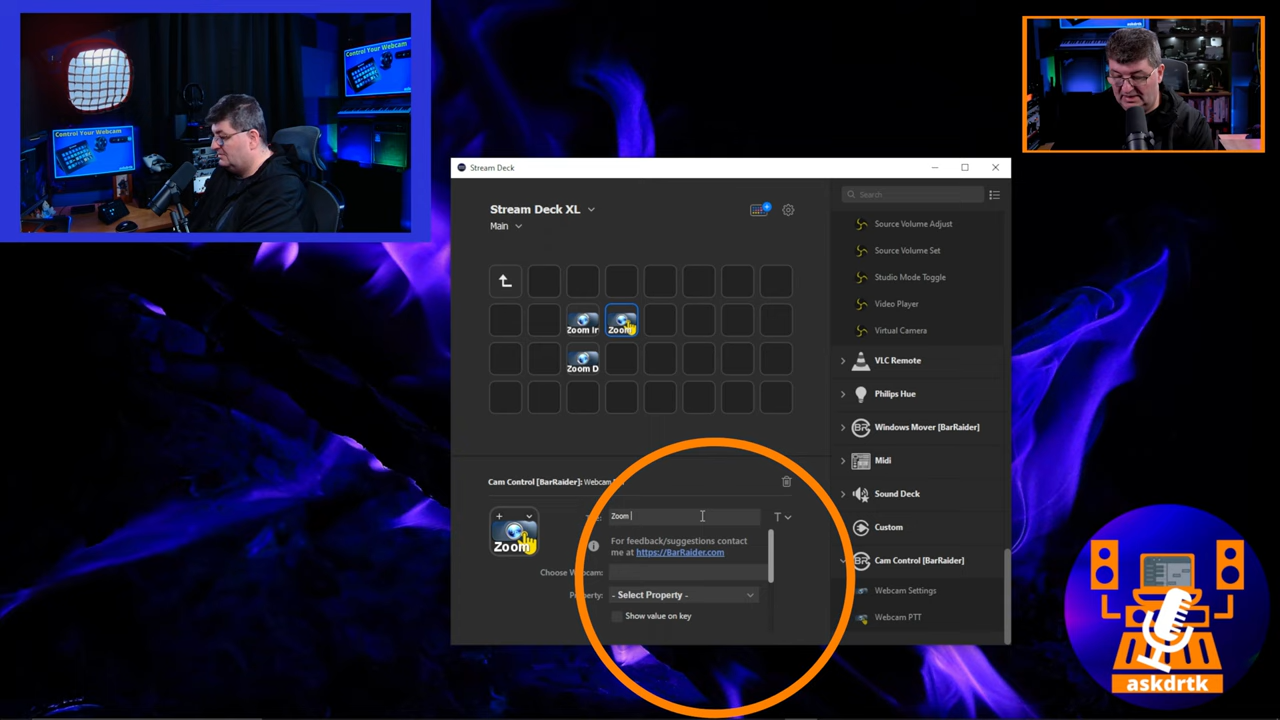 Control Your Webcam
Control Your Webcam
Stream Deck
Stream Deck XL
Main
Zoom In
Zoom
Zoom D
Search
Source Volume Adjust
Source Volume Set
Studio Mode Toggle
Video Player
Virtual Camera
VLC Remote
Philips Hue
Windows Mover [BarRaider]
Midi
Sound Deck
Custom
Cam Control [BarRaider]
Webcam Settings
Webcam PTT
Cam Control [BarRaider]: Webcam
Zoom
Zoom
T
For feedback/suggestions contact
me at https://BarRaider.com
Choose Webcam:
Property: - Select Property -
Show value on key
askdrtk